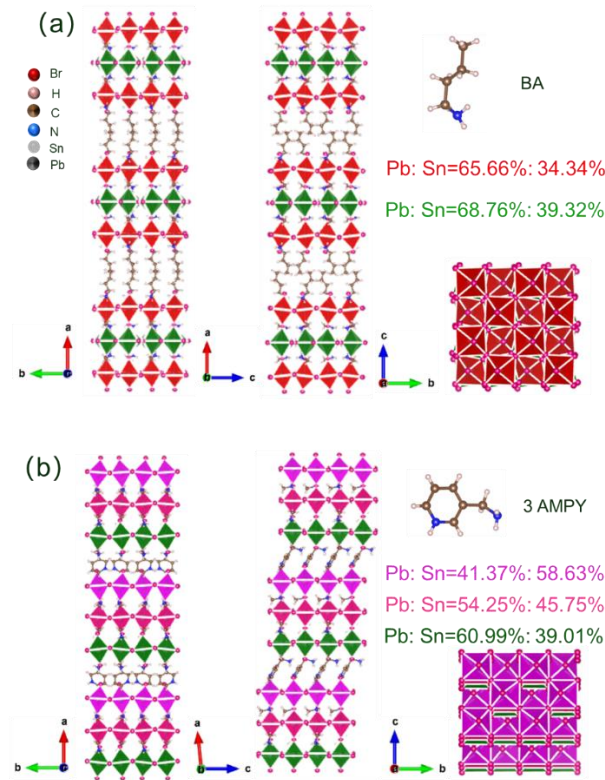 (a)
Br
H
C
N
Sn
Pb
BA
Pb: Sn=65.66%: 34.34%
Pb: Sn=68.76%: 39.32%
a
b
a
c
c
b
(b)
3 AMPY
Pb: Sn=41.37%: 58.63%
Pb: Sn=54.25%: 45.75%
Pb: Sn=60.99%: 39.01%
a
b
a
c
c
b